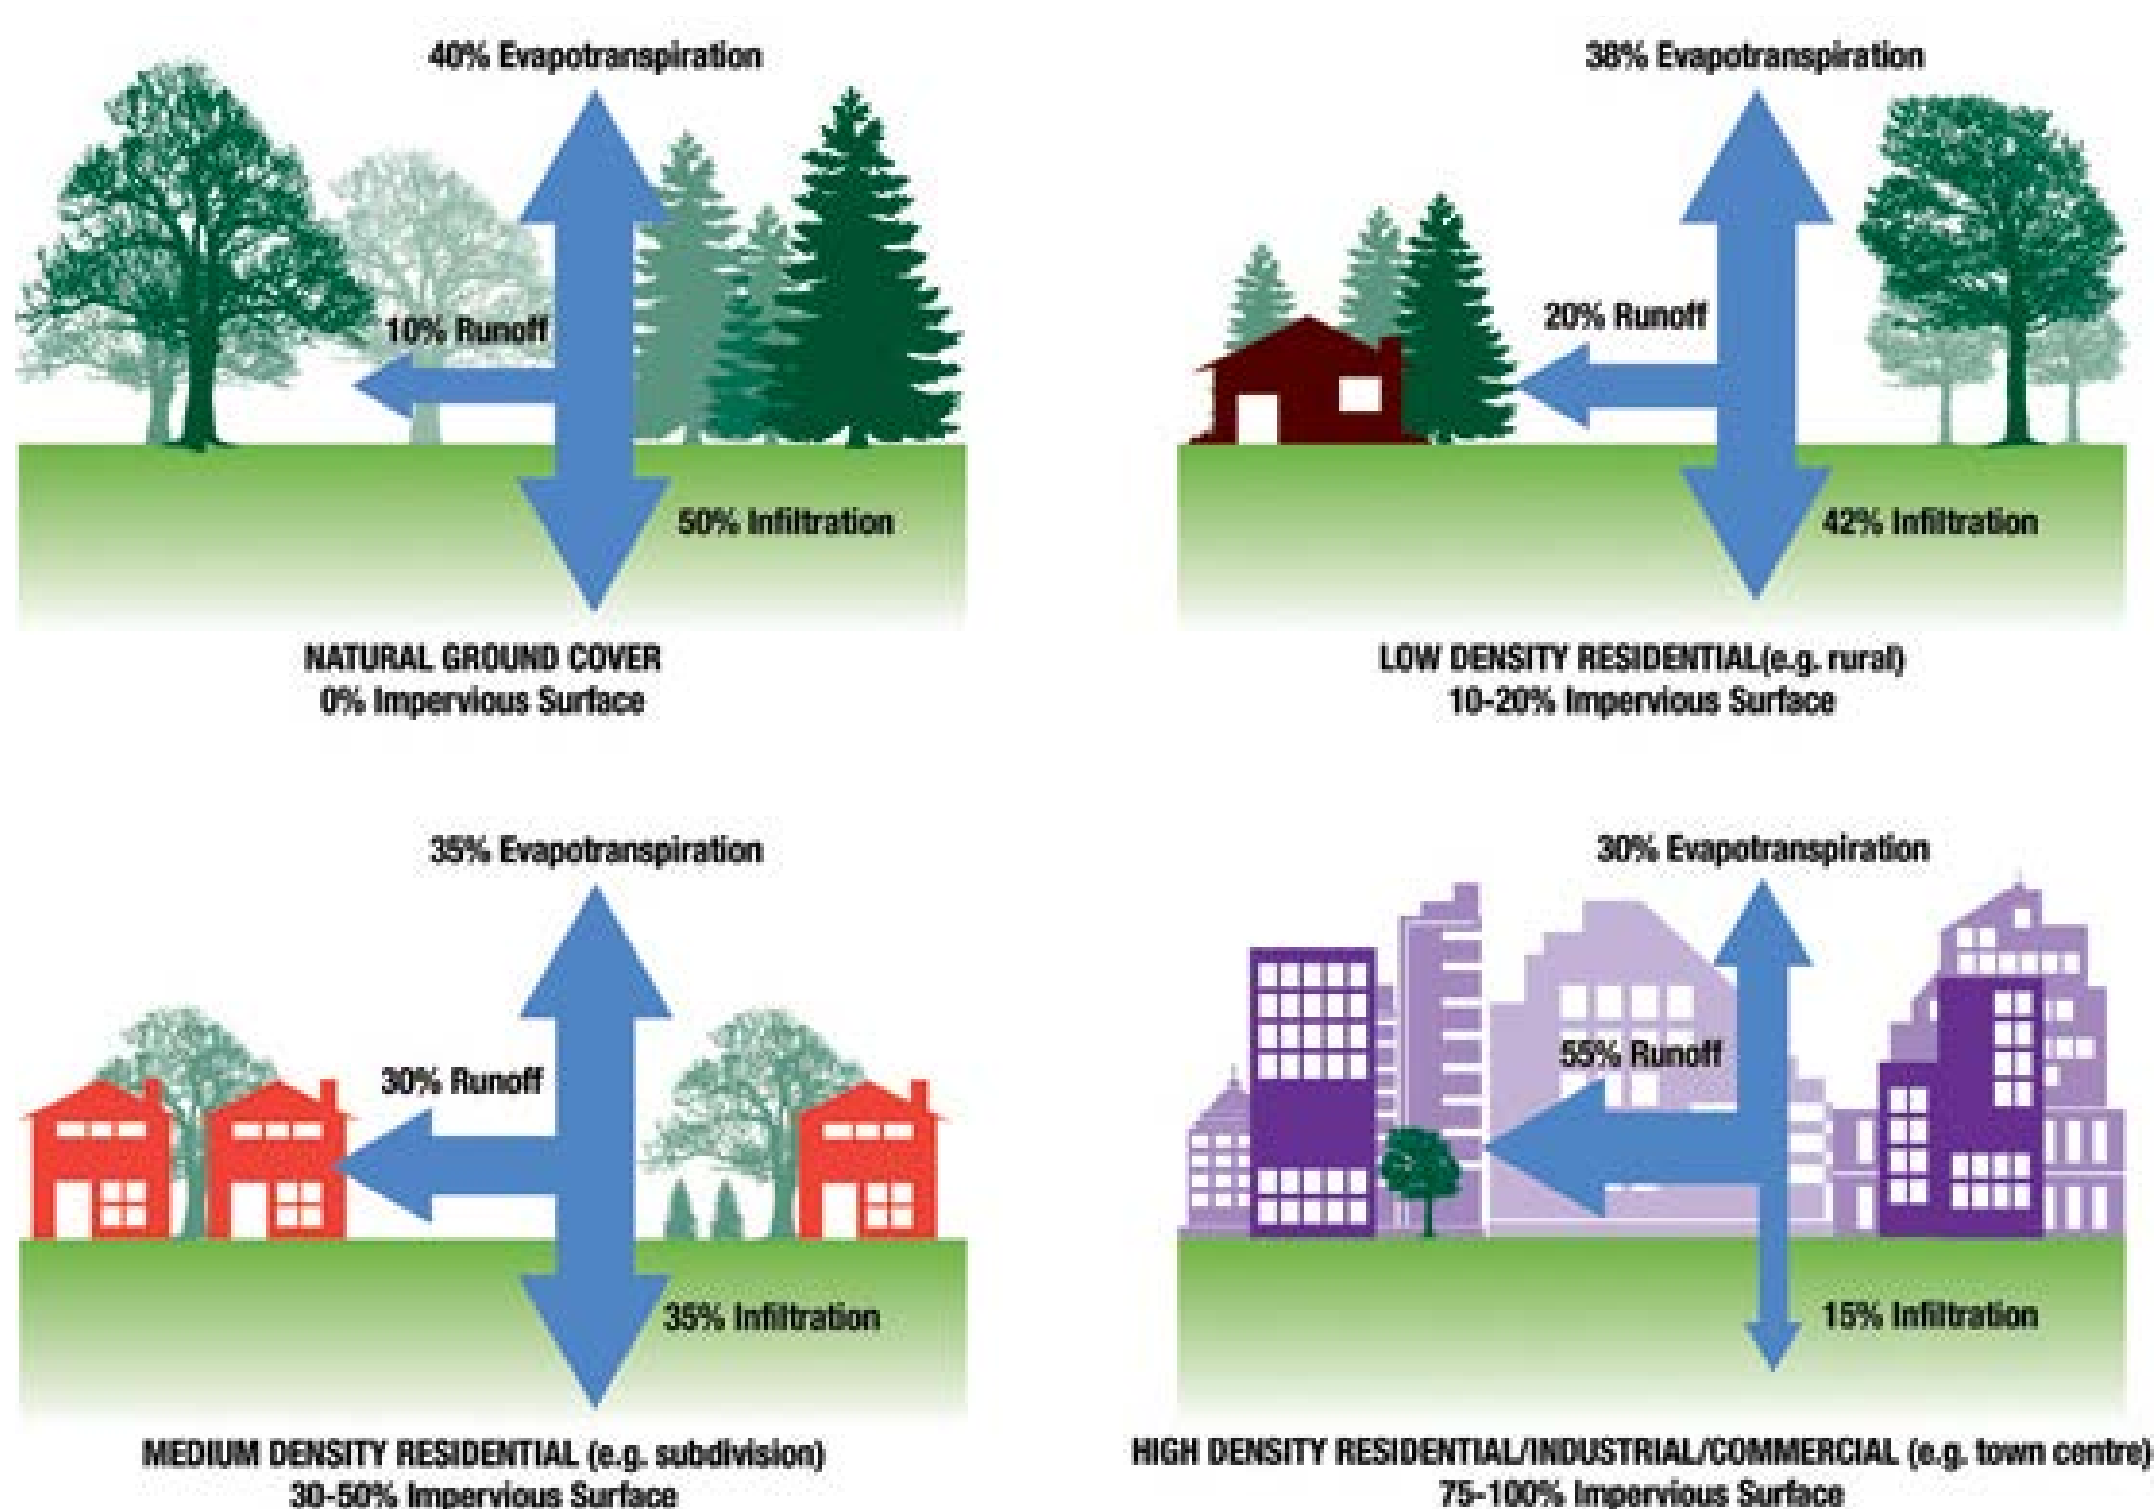 40% Evapotranspiration
10% Runoff
50% Infiltration
NATURAL GROUND COVER
0% Impervious Surface
38% Evapotranspiration
20% Runoff
42% Infiltration
LOW DENSITY RESIDENTIAL(e.g. rural)
10-20% Impervious Surface
35% Evapotranspiration
30% Runoff
35% Infiltration
MEDIUM DENSITY RESIDENTIAL (e.g. subdivision)
30-50% Impervious Surface
30% Evapotranspiration
55% Runoff
15% Infiltration
HIGH DENSITY RESIDENTIAL/INDUSTRIAL/COMMERCIAL (e.g. town centre)
75-100% Impervious Surface